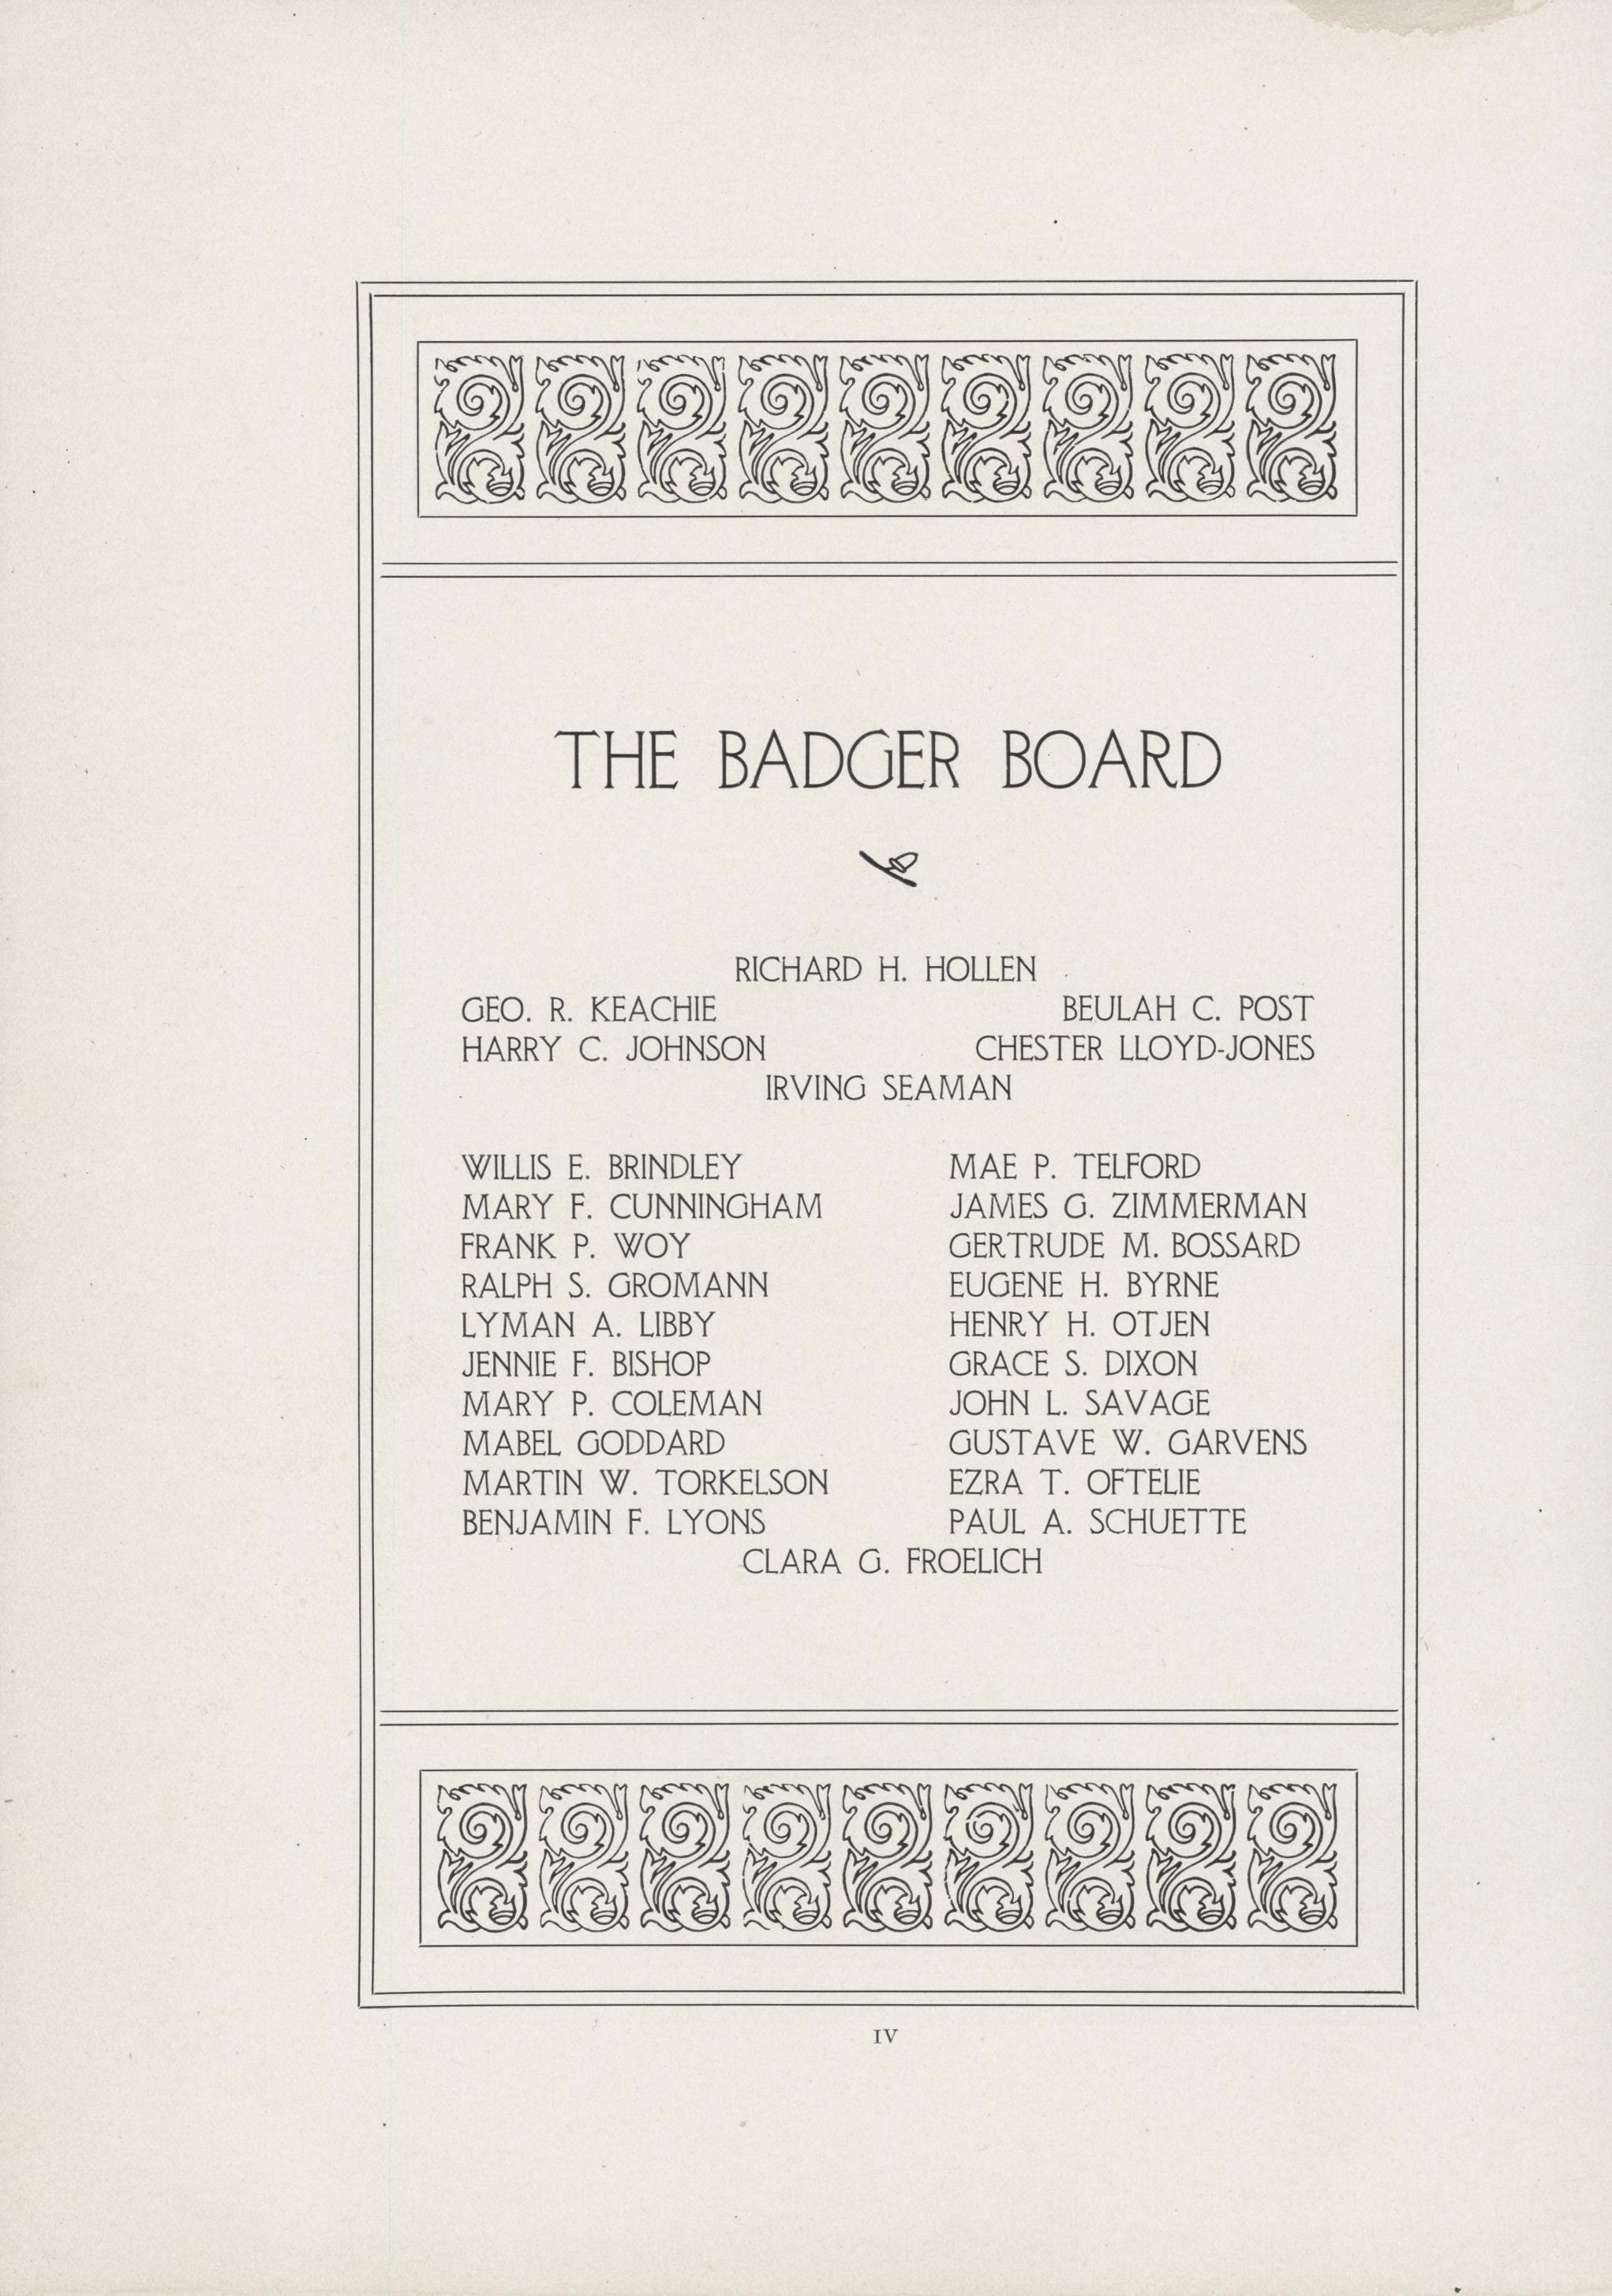 THE BADGER BOARD
RICHARD H. HOLLEN
GEO. R. KEACHIE BEULAH C. POST
HARRY C. JOHNSON CHESTER LLOYD-JONES
IRVING SEAMAN
WILLIS E. BRINDLEY MAE P. TELFORD
MARY F. CUNNINGHAM JAMES G. ZIMMERMAN
FRANK P. WOY GERTRUDE M. BOSSARD
RALPH S. GROMANN EUGENE H. BYRNE
LYMAN A. LIBBY HENRY H. OTJEN
JENNIE F. BISHOP GRACE S. DIXON
MARY P. COLEMAN JOHN L. SAVAGE
MABEL GODDARD GUSTAVE W. GARVENS
MARTIN W. TORKELSON EZRA T. OFTELIE
BENJAMIN F. LYONS PAUL A. SCHUETTE
CLARA G. FROELICH
IV